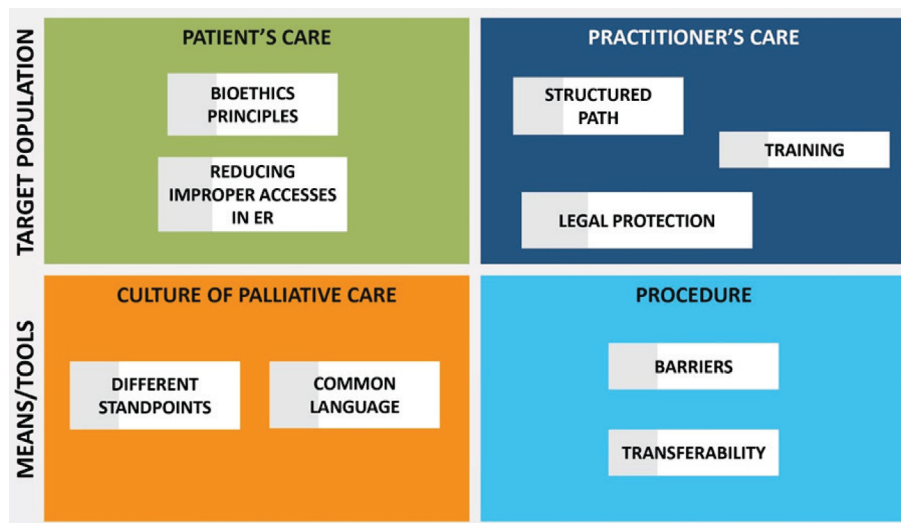 TARGET POPULATION
PATIENT'S CARE
BIOETHICS
PRINCIPLES
REDUCING
IMPROPER ACCESSES
IN ER
PRACTITIONER'S CARE
STRUCTURED
PATH
TRAINING
LEGAL PROTECTION
MEANS/TOOLS
CULTURE OF PALLIATIVE CARE
DIFFERENT
STANDPOINTS
COMMON
LANGUAGE
PROCEDURE
BARRIERS
TRANSFERABILITY